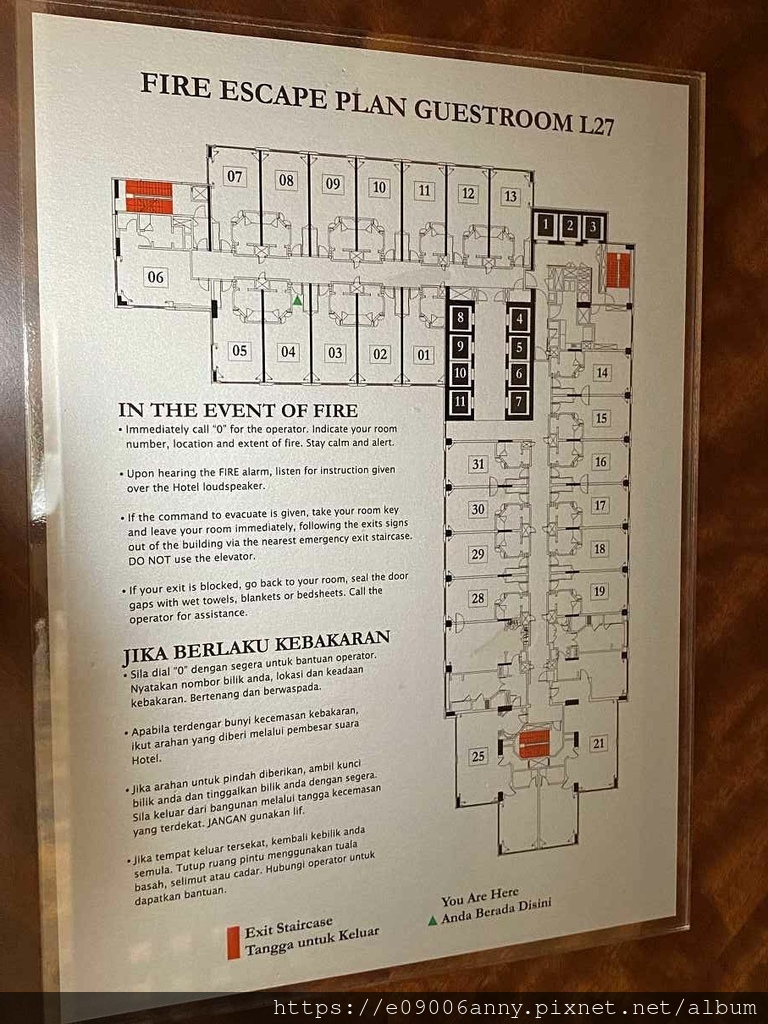 FIRE ESCAPE PLAN GUESTROOM L27
07 08 09 10 11 12 13
1 2 3
06
05 04 03 02 01
8 4
9 5
10 6
11 7
14
15
31 16
30 17
29 18
28 19
25 21
IN THE EVENT OF FIRE
• Immediately call "0" for the operator. Indicate your room
number, location and extent of fire. Stay calm and alert.
• Upon hearing the FIRE alarm, listen for instruction given
over the Hotel loudspeaker.
• If the command to evacuate is given, take your room key
and leave your room immediately, following the exits signs
out of the building via the nearest emergency exit staircase.
DO NOT use the elevator.
• If your exit is blocked, go back to your room, seal the door
gaps with wet towels, blankets or bedsheets. Call the
operator for assistance.
JIKA BERLAKU KEBAKARAN
• Sila dial "0" dengan segera untuk bantuan operator.
Nyatakan nombor bilik anda, lokasi dan keadaan
kebakaran. Bertenang dan berwaspada.
• Apabila terdengar bunyi kecemasan kebakaran,
ikut arahan yang diberi melalui pembesar suara
Hotel.
• Jika arahan untuk pindah diberikan, ambil kunci
bilik anda dan tinggalkan bilik anda dengan segera.
Sila keluar dari bangunan melalui tangga kecemasan
yang terdekat. JANGAN gunakan lif.
• Jika tempat keluar tersekat, kembali kebilik anda
semula. Tutup ruang pintu menggunakan tuala
basah, selimut atau cadar. Hubungi operator untuk
dapatkan bantuan.
Exit Staircase
Tangga untuk Keluar
You Are Here
Anda Berada Disini
https://e09006anny.pixnet.net/album